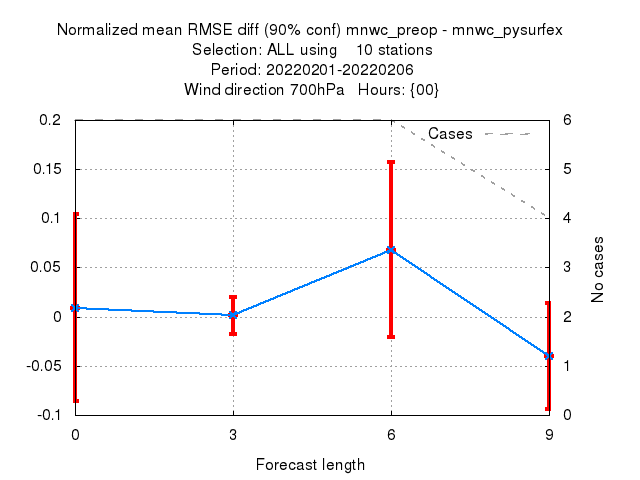 Normalized mean RMSE diff (90% conf) mnwc_preop - mnwc_pysurfex
Selection: ALL using    10 stations
Period: 20220201-20220206
Wind direction 700hPa   Hours: {00}
Cases
0.2
0.15
0.1
0.05
0
-0.05
-0.1
6
5
4
3
2
1
0
No cases
0 3 6 9
Forecast length